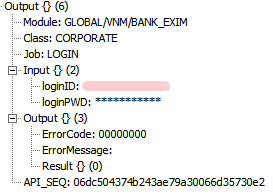 Output {} (6)
Module: GLOBAL/VNM/BANK_EXIM
Class: CORPORATE
Job: LOGIN
Input {} (2)
loginID:
loginPWD: ***********
Output {} (3)
ErrorCode: 00000000
ErrorMessage:
Result {} (0)
API_SEQ: 06dc504374b243ae79a30066d35730e2